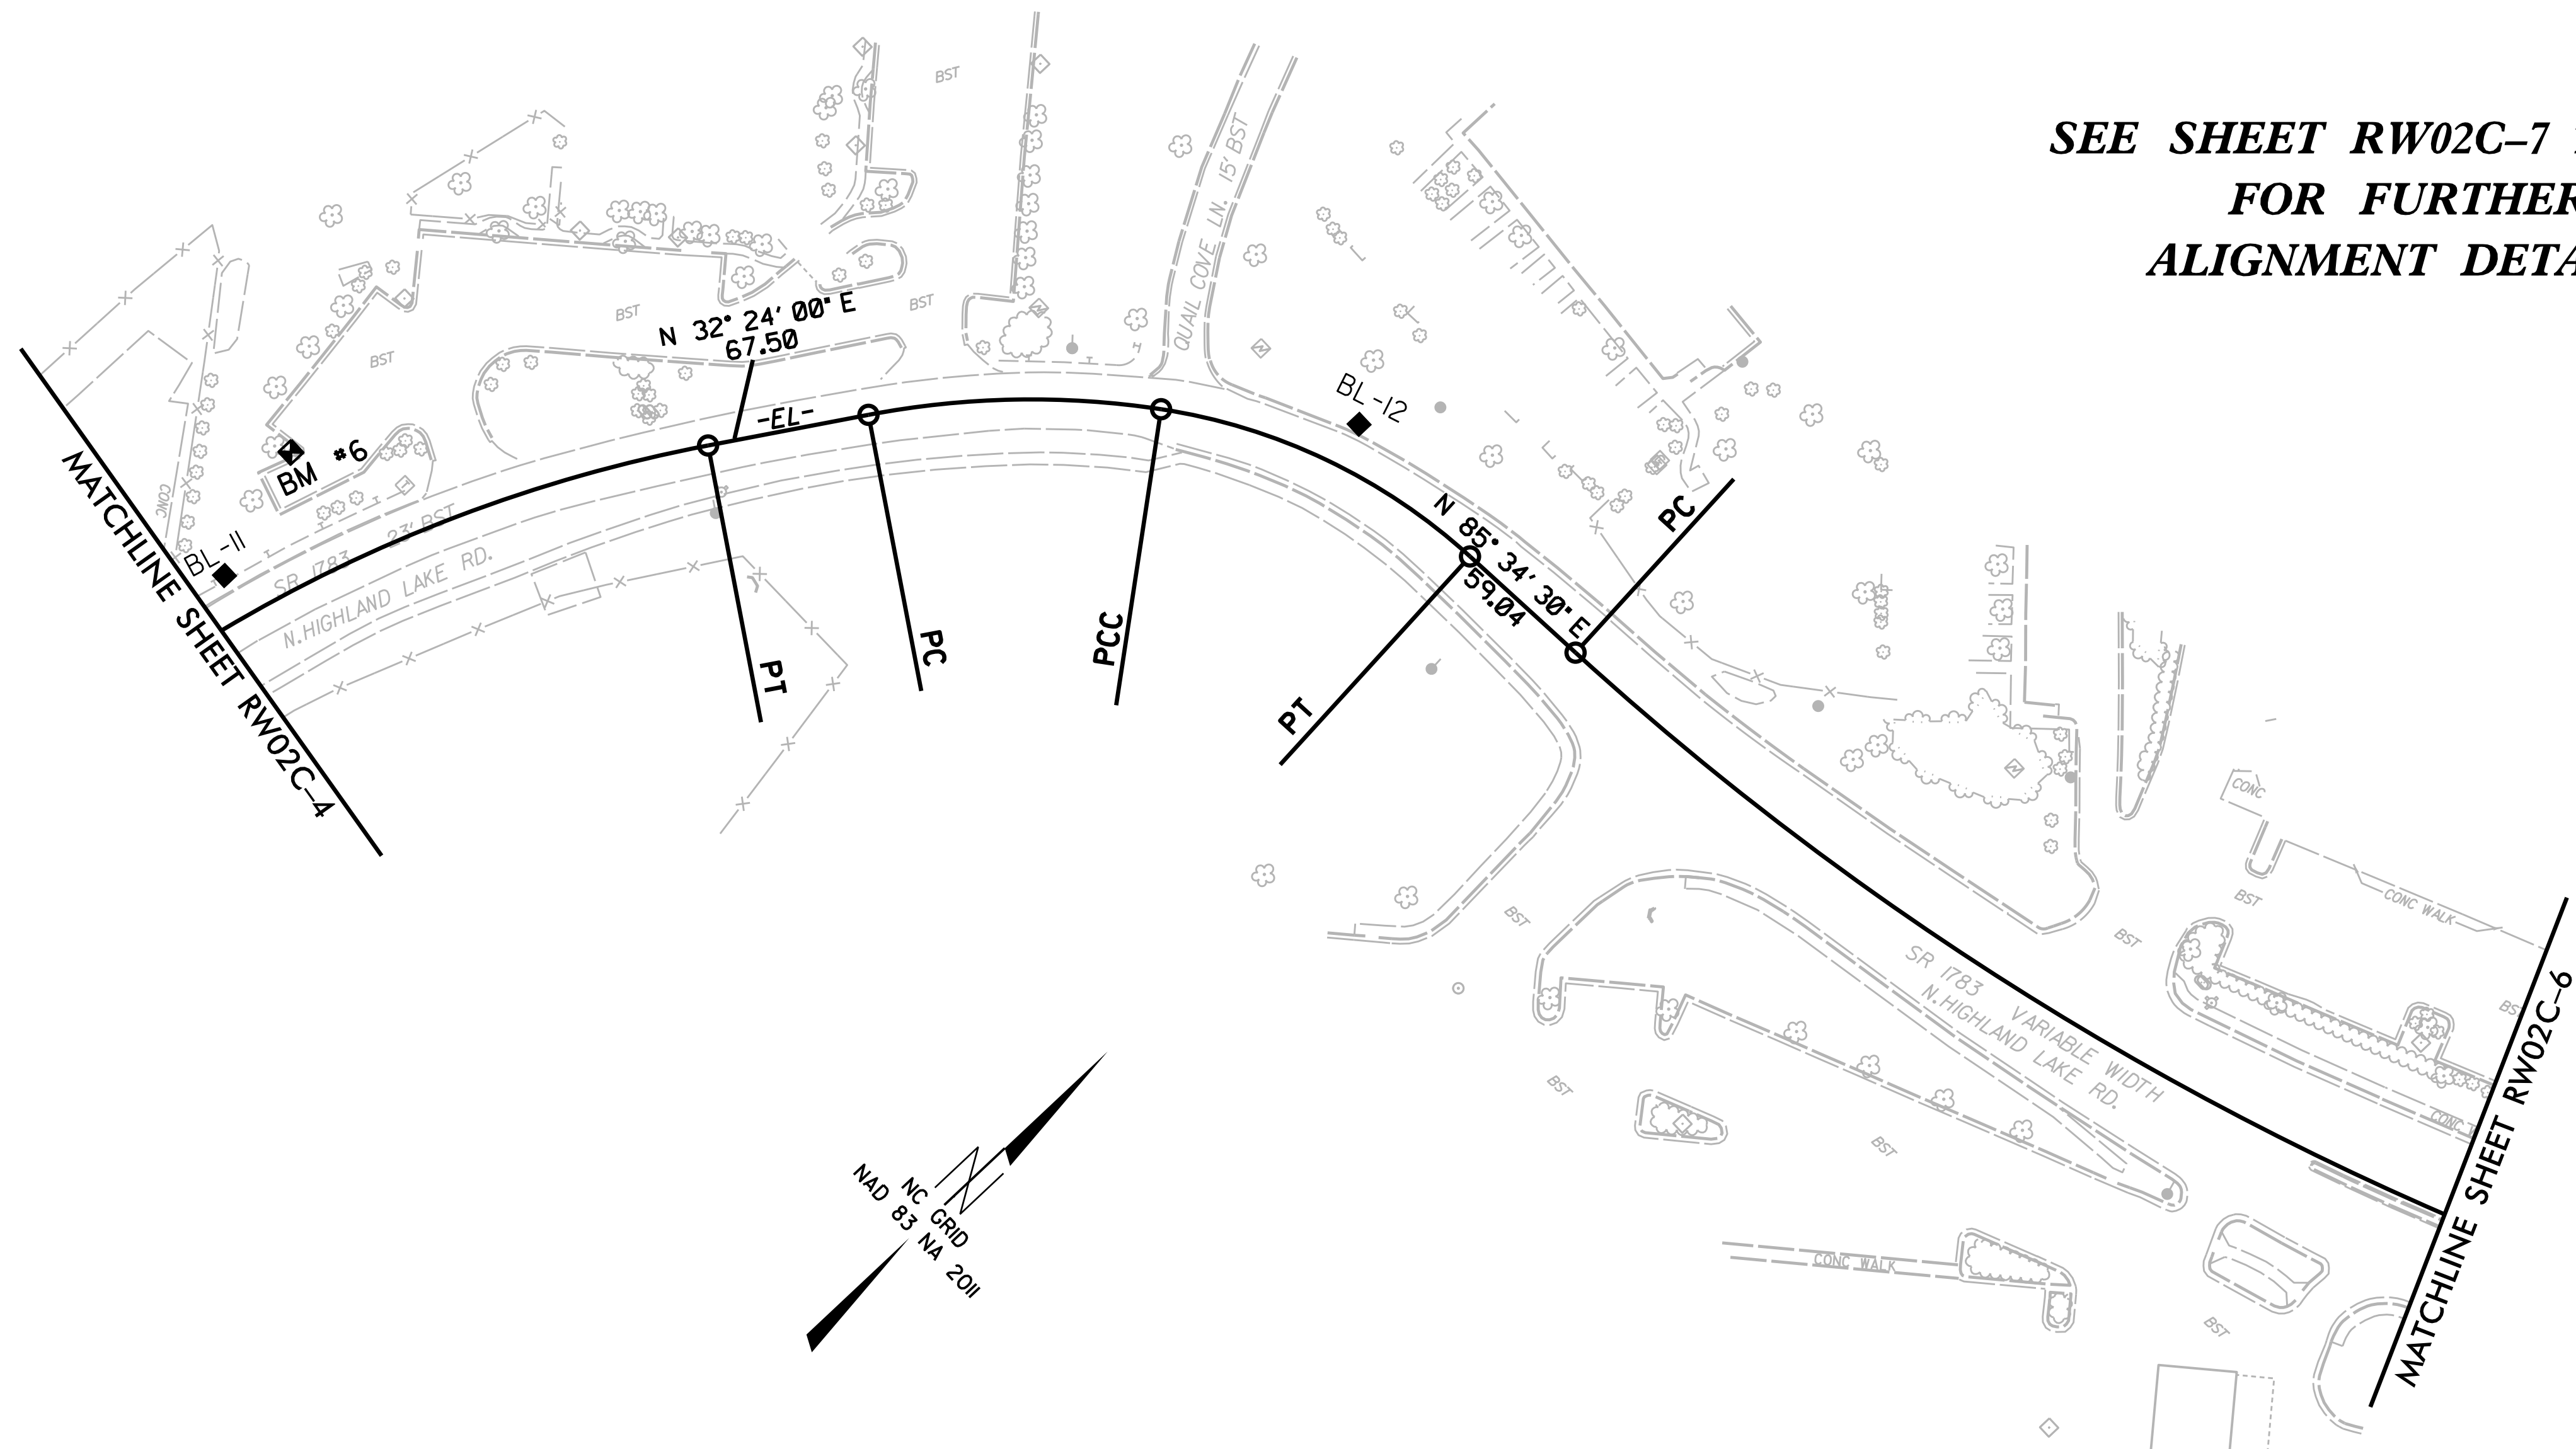 SEE SHEET RW02C–7
FOR FURTHER
ALIGNMENT
BST
BST
BST
BST
BST
QUAIL COVE LN. 15' BST
N 32° 24' 00" E
67.50
-EL-
BL-12
BM #6
CONC
BL-11
SR 1783 23' BST
N. HIGHLAND LAKE RD.
MATCHLINE SHEET RW02C-4
PT
PC
PCC
PT
N 85° 34' 30" E
59.04
PC
CONC
CONC WALK
BST
BST
BST
BST
SR 1783 VARIABLE WIDTH
N. HIGHLAND LAKE RD.
BST
BST
CONC
CONC WALK
BST
MATCHLINE SHEET RW02C-6
NC GRID
NAD 83 NA 2011